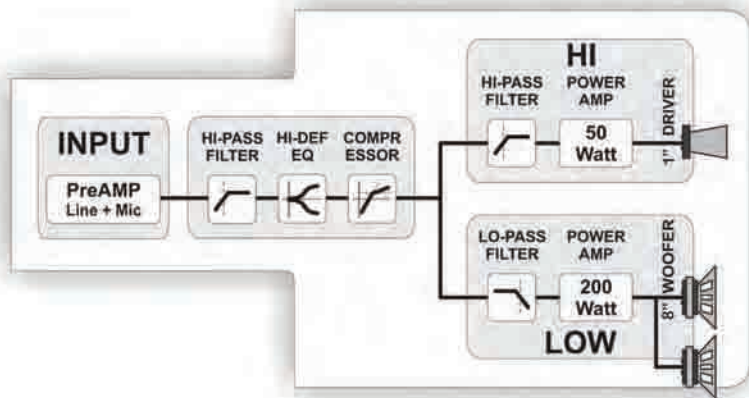 INPUT
PreAMP
Line + Mic
HI-PASS
FILTER
HI-DEF
EQ
COMPR
ESSOR
HI
HI-PASS
FILTER
POWER
AMP
50
Watt
1" DRIVER
LO-PASS
FILTER
POWER
AMP
200
Watt
8" WOOFER
LOW